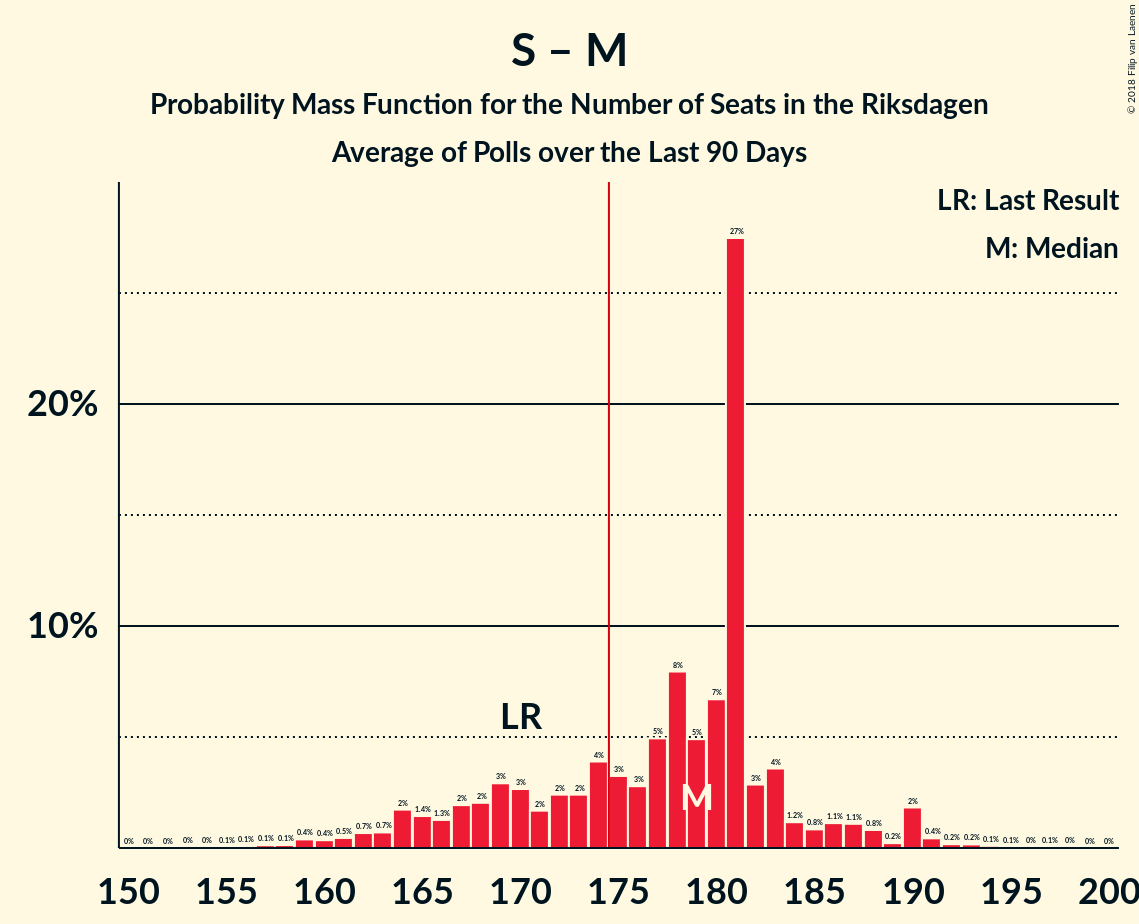 S – M
Probability Mass Function for the Number of Seats in the Riksdagen
Average of Polls over the Last 90 Days
© 2018 Filip van Laenen
LR: Last Result
M: Median
20%
10%
LR
M
0% 0% 0% 0% 0% 0.1% 0.1% 0.1% 0.1% 0.4% 0.4% 0.5% 0.7% 0.7% 2% 1.4% 1.3% 2% 2% 3% 3% 2% 2% 2% 4% 3% 3% 5% 8% 5% 7% 27% 3% 4% 1.2% 0.8% 1.1% 1.1% 0.8% 0.2% 2% 0.4% 0.2% 0.2% 0.1% 0.1% 0% 0.1% 0% 0% 0%
150 155 160 165 170 175 180 185 190 195 200